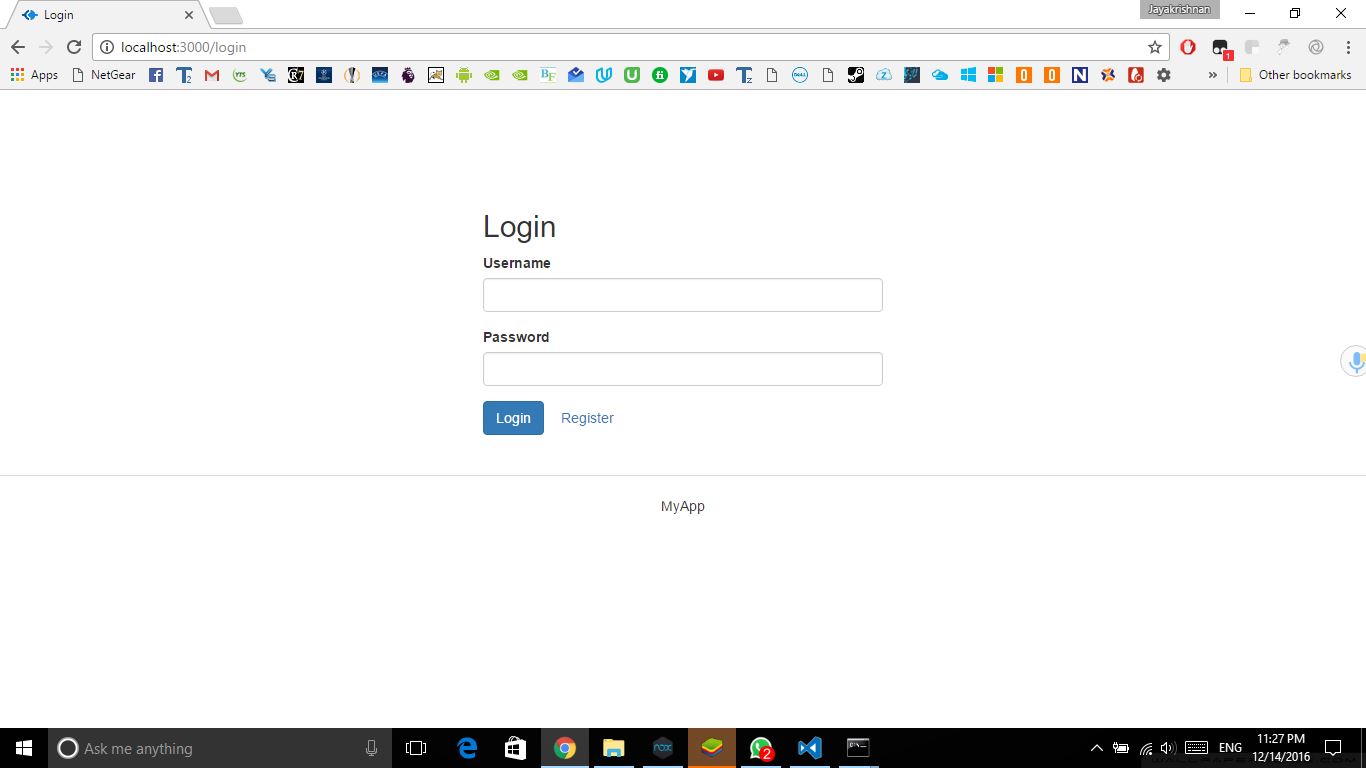 Login
Jayakrishnan
localhost:3000/login
Apps NetGear Other bookmarks
Login
Username
Password
Login Register
MyApp
Ask me anything
2
ENG
11:27 PM
12/14/2016